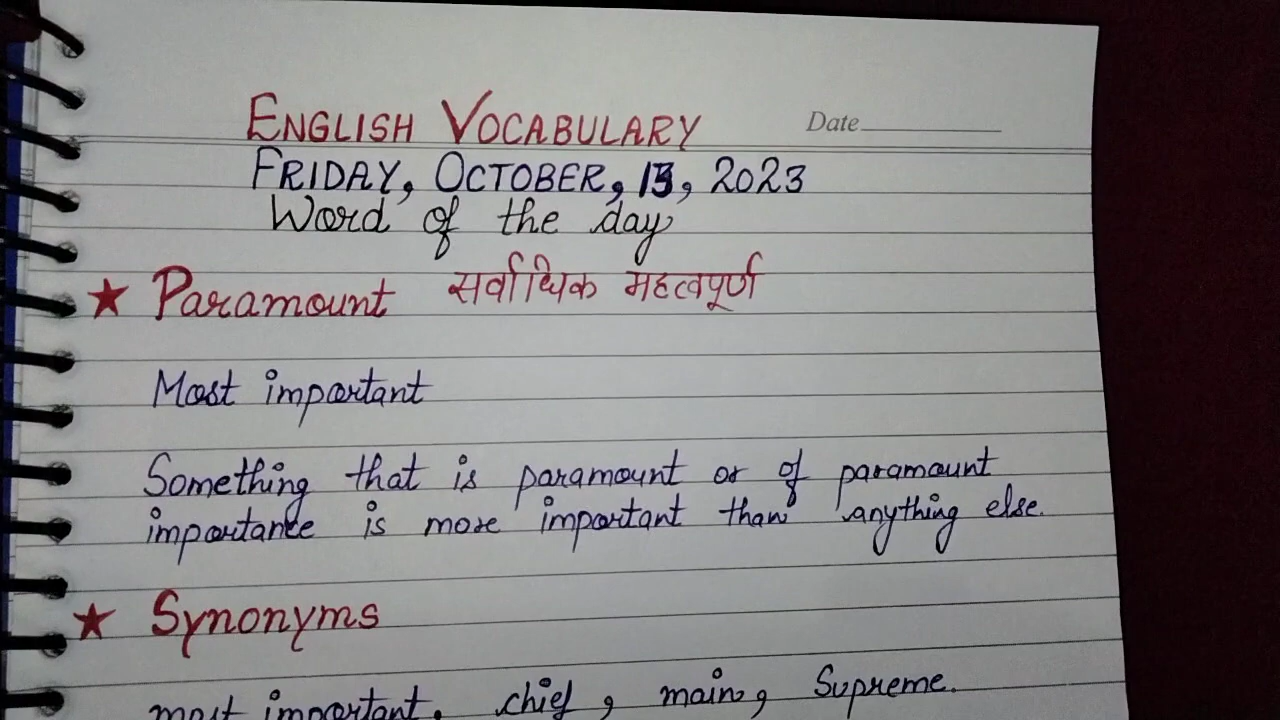 ENGLISH VOCABULARY Date
FRIDAY, OCTOBER, 13, 2023
Word of the day
★ Paramount सर्वाधिक महत्वपूर्ण
Most important
Something that is paramount or of paramount
importance is more important than anything else.
★ Synonyms
most important, chief, main, Supreme.